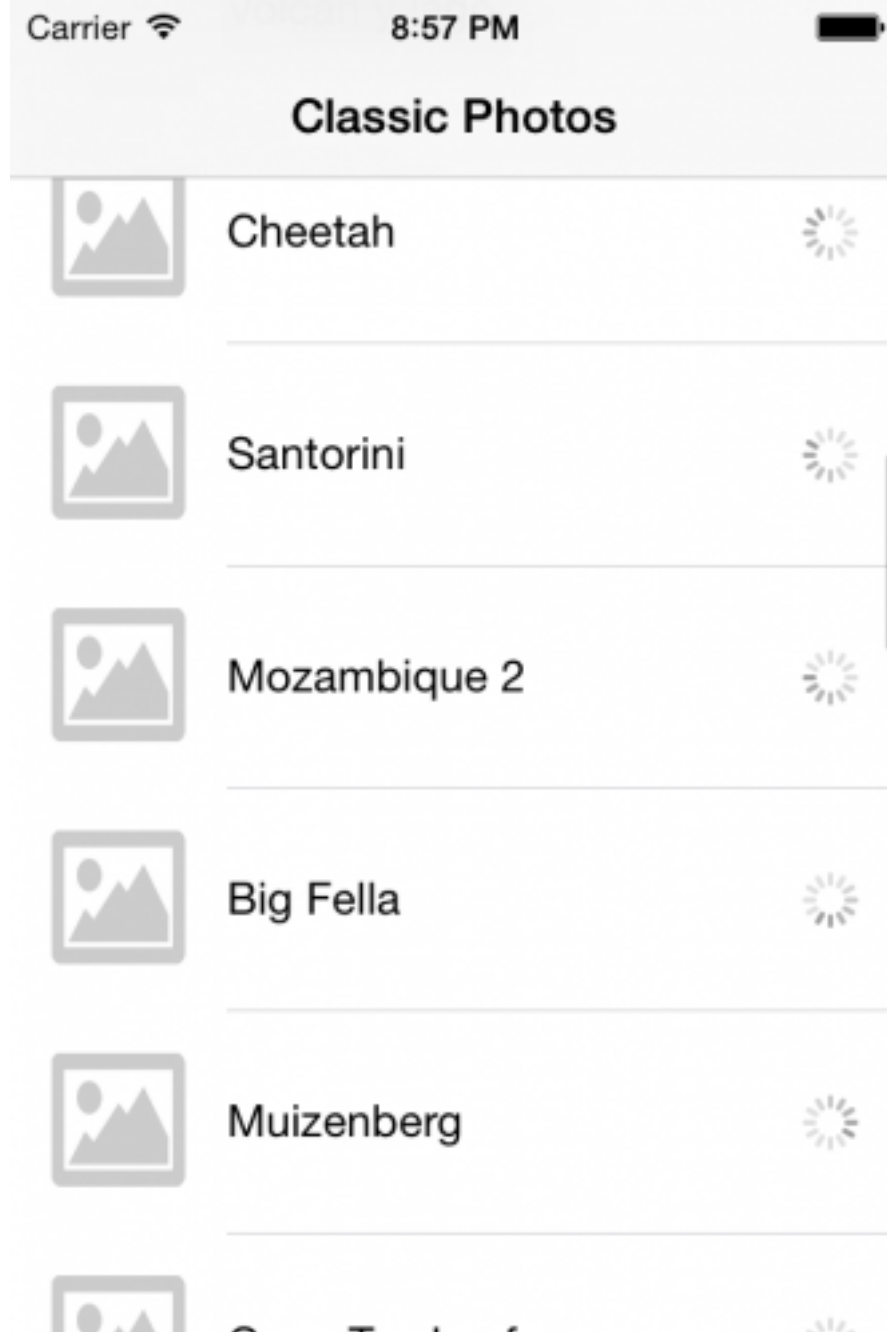 Carrier 8:57 PM
Classic Photos
Cheetah
Santorini
Mozambique 2
Big Fella
Muizenberg